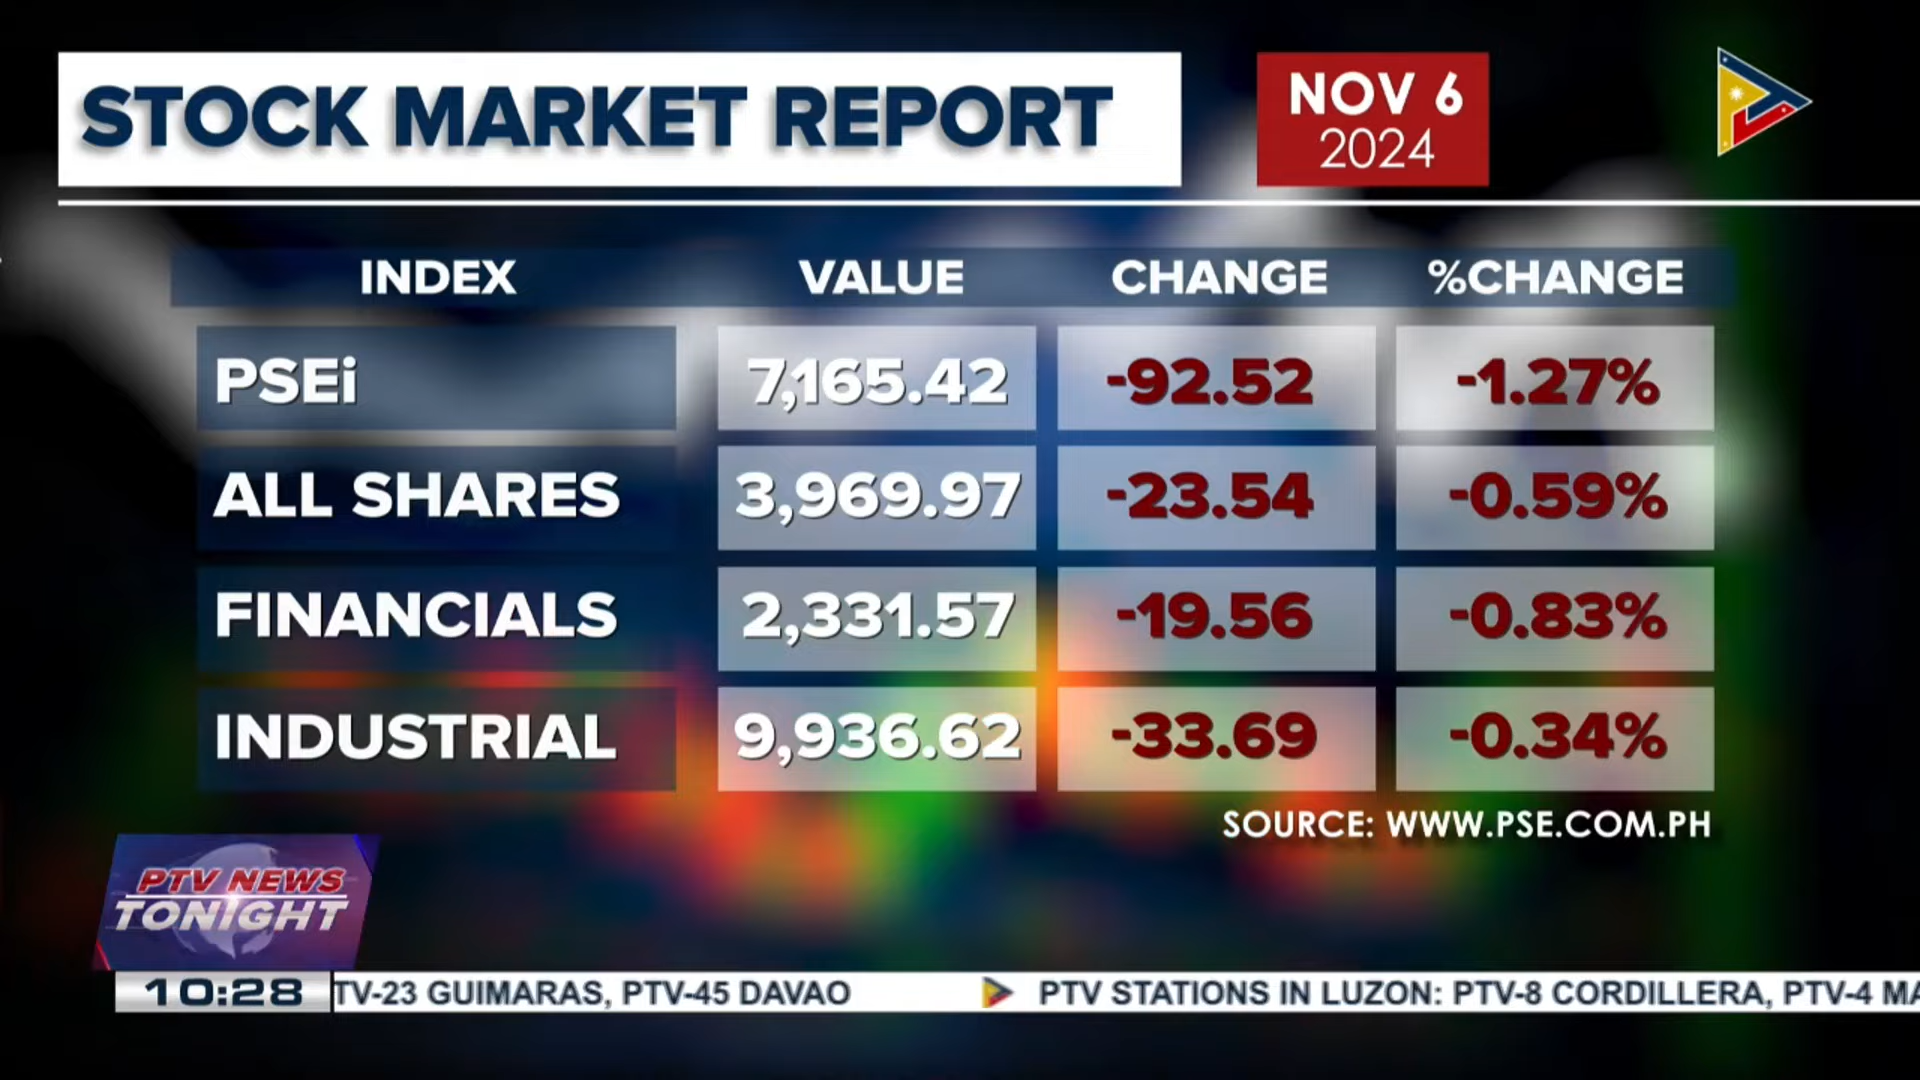 STOCK MARKET REPORT
NOV 6
2024
INDEX VALUE CHANGE %CHANGE
PSEi 7,165.42 -92.52 -1.27%
ALL SHARES 3,969.97 -23.54 -0.59%
FINANCIALS 2,331.57 -19.56 -0.83%
INDUSTRIAL 9,936.62 -33.69 -0.34%
SOURCE: WWW.PSE.COM.PH
PTV NEWS
TONIGHT
10:28 TV-23 GUIMARAS, PTV-45 DAVAO PTV STATIONS IN LUZON: PTV-8 CORDILLERA, PTV-4 MA